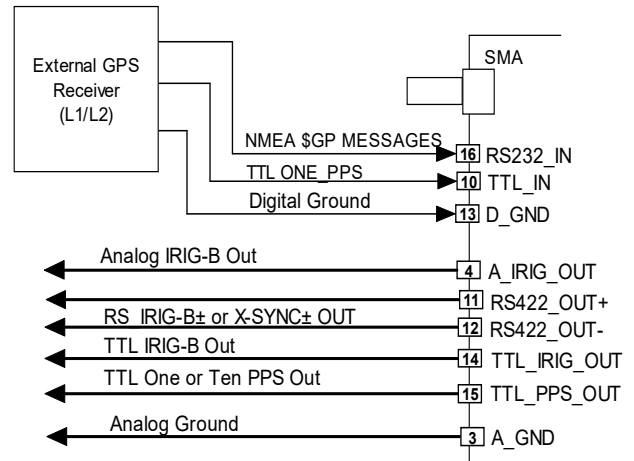 External GPS
Receiver
(L1/L2)
SMA
NMEA $GP MESSAGES
16 RS232_IN
TTL ONE_PPS
10 TTL_IN
Digital Ground
13 D_GND
Analog IRIG-B Out
4 A_IRIG_OUT
11 RS422_OUT+
RS IRIG-B± or X-SYNC± OUT
12 RS422_OUT-
TTL IRIG-B Out
14 TTL_IRIG_OUT
TTL One or Ten PPS Out
15 TTL_PPS_OUT
Analog Ground
3 A_GND